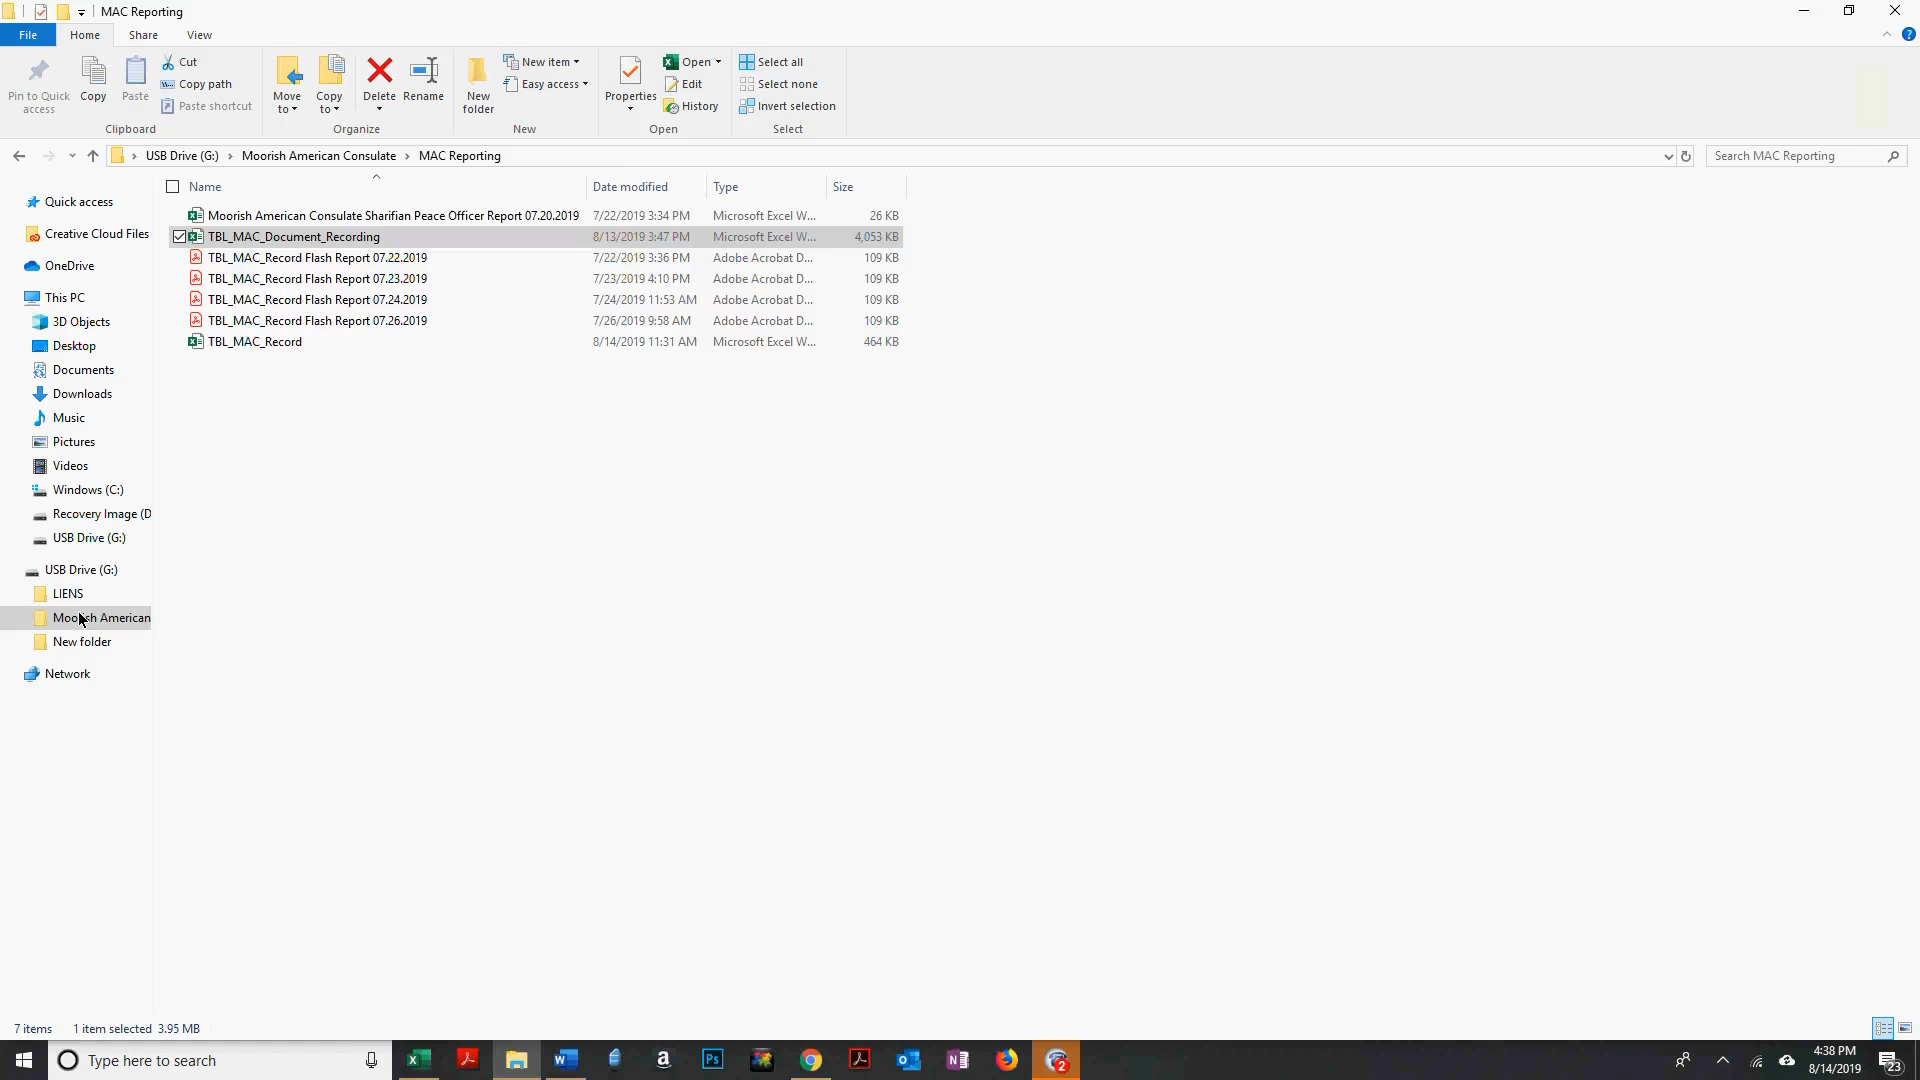 MAC Reporting
File Home Share View
Pin to Quick access
Copy
Paste
Cut
Copy path
Paste shortcut
Clipboard
Move to
Copy to
Delete
Rename
Organize
New folder
New item
Easy access
New
Properties
Open
Edit
History
Open
Select all
Select none
Invert selection
Select
USB Drive (G:) > Moorish American Consulate > MAC Reporting
Search MAC Reporting
Name Date modified Type Size
Moorish American Consulate Sharifian Peace Officer Report 07.20.2019 7/22/2019 3:34 PM Microsoft Excel W... 26 KB
TBL_MAC_Document_Recording 8/13/2019 3:47 PM Microsoft Excel W... 4,053 KB
TBL_MAC_Record Flash Report 07.22.2019 7/22/2019 3:36 PM Adobe Acrobat D... 109 KB
TBL_MAC_Record Flash Report 07.23.2019 7/23/2019 4:10 PM Adobe Acrobat D... 109 KB
TBL_MAC_Record Flash Report 07.24.2019 7/24/2019 11:53 AM Adobe Acrobat D... 109 KB
TBL_MAC_Record Flash Report 07.26.2019 7/26/2019 9:58 AM Adobe Acrobat D... 109 KB
TBL_MAC_Record 8/14/2019 11:31 AM Microsoft Excel W... 464 KB
Quick access
Creative Cloud Files
OneDrive
This PC
3D Objects
Desktop
Documents
Downloads
Music
Pictures
Videos
Windows (C:)
Recovery Image (D
USB Drive (G:)
USB Drive (G:)
LIENS
Moorish American
New folder
Network
7 items 1 item selected 3.95 MB
Type here to search
4:38 PM
8/14/2019
23
2